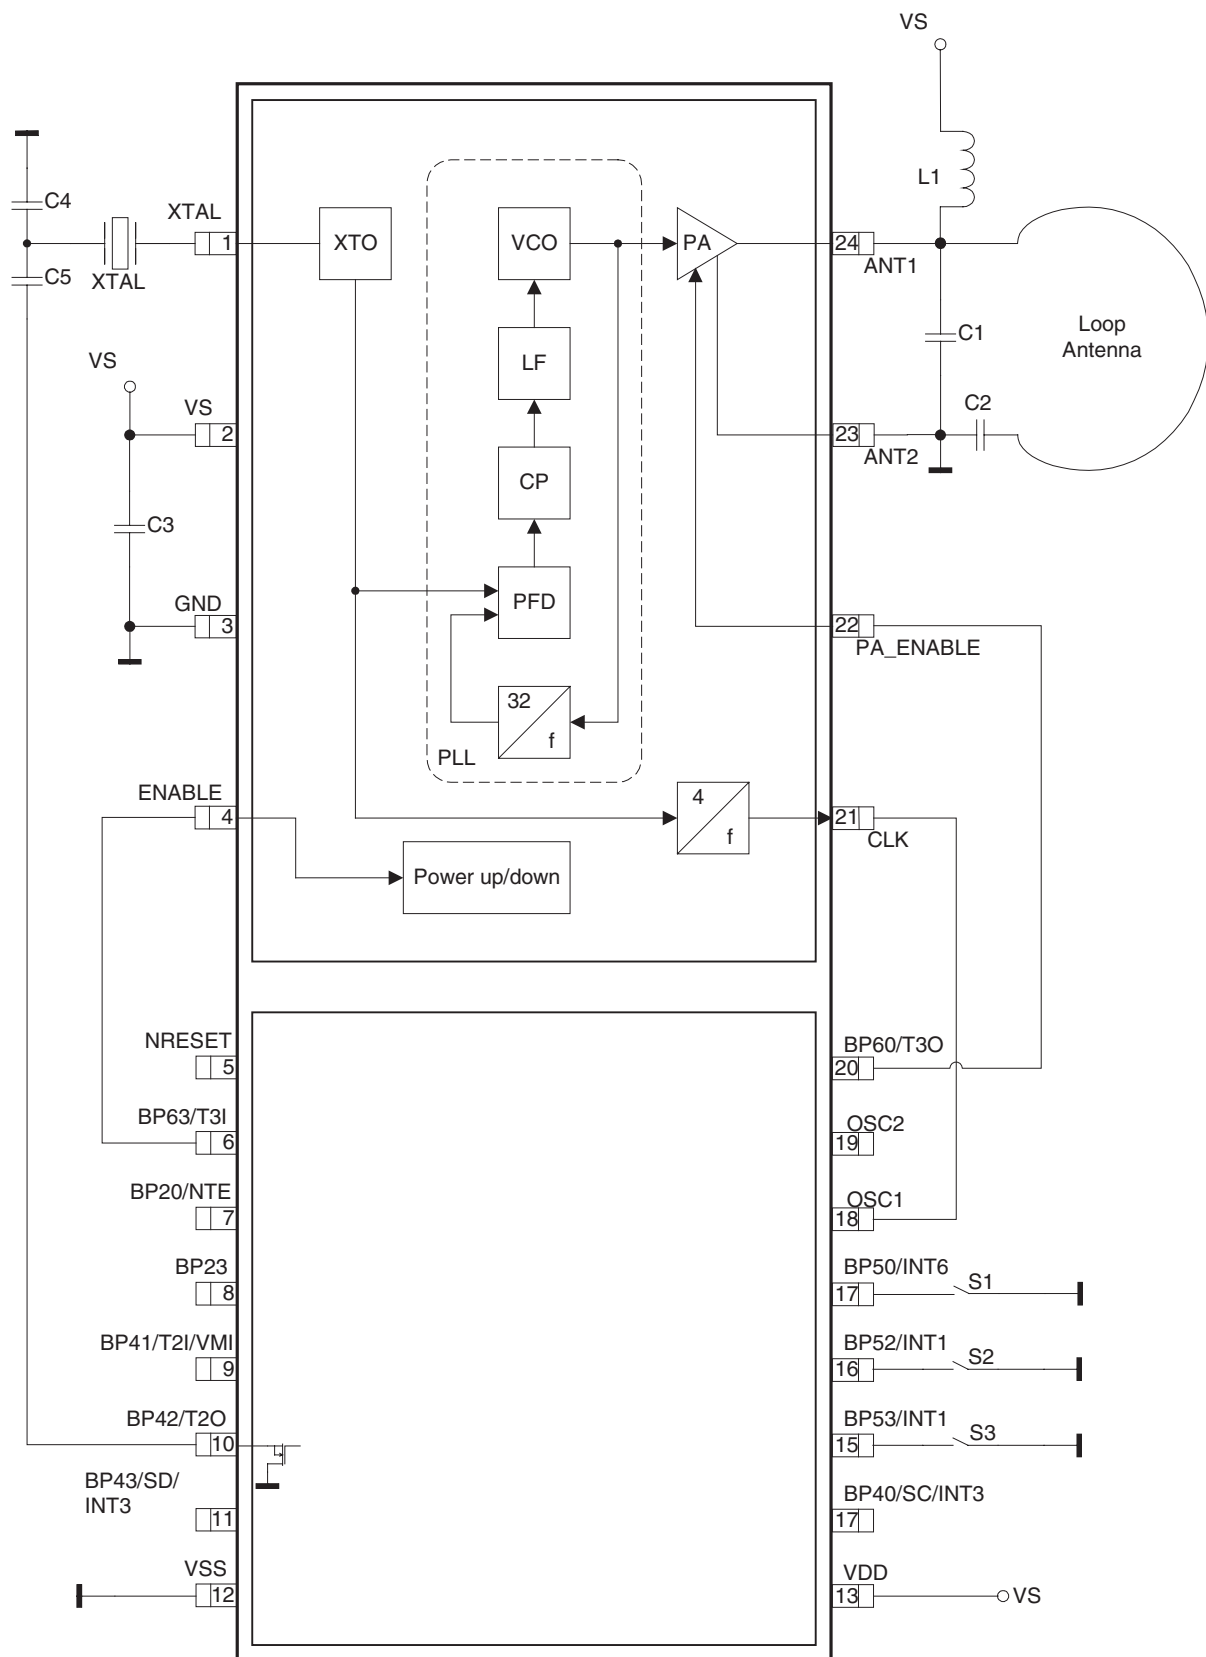 VS
L1
C4
XTAL
1
XTO
VCO
PA
24
ANT1
C5
XTAL
C1
Loop
Antenna
VS
LF
VS
2
C2
23
ANT2
CP
C3
PFD
GND
3
22
PA_ENABLE
32
f
PLL
ENABLE
4
4
f
21
CLK
Power up/down
NRESET
5
BP60/T3O
20
BP63/T3I
6
OSC2
19
BP20/NTE
7
OSC1
18
BP23
8
BP50/INT6
17
S1
BP41/T2I/VMI
9
BP52/INT1
16
S2
BP42/T2O
10
BP53/INT1
15
S3
BP43/SD/
INT3
11
BP40/SC/INT3
17
VSS
12
VDD
13
VS